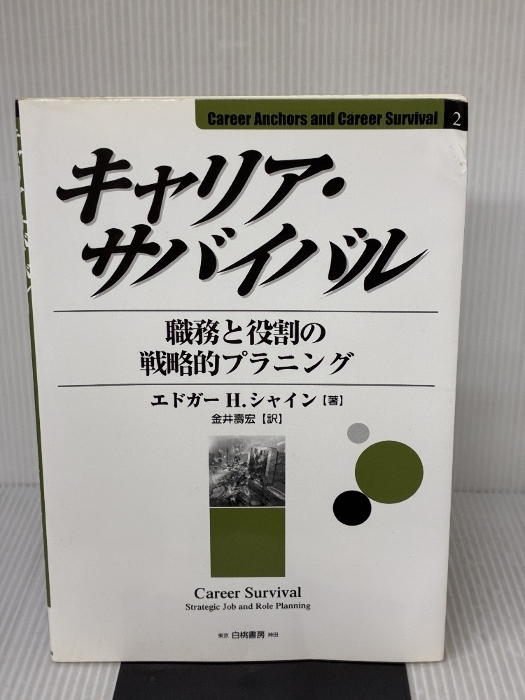 Career Anchors and Career Survival 2
キャリア・
サバイバル
職務と役割の
戦略的プラニング
エドガー H.シャイン【著】
金井壽宏【訳】
Career Survival
Strategic Job and Role Planning
東京 白桃書房 神田